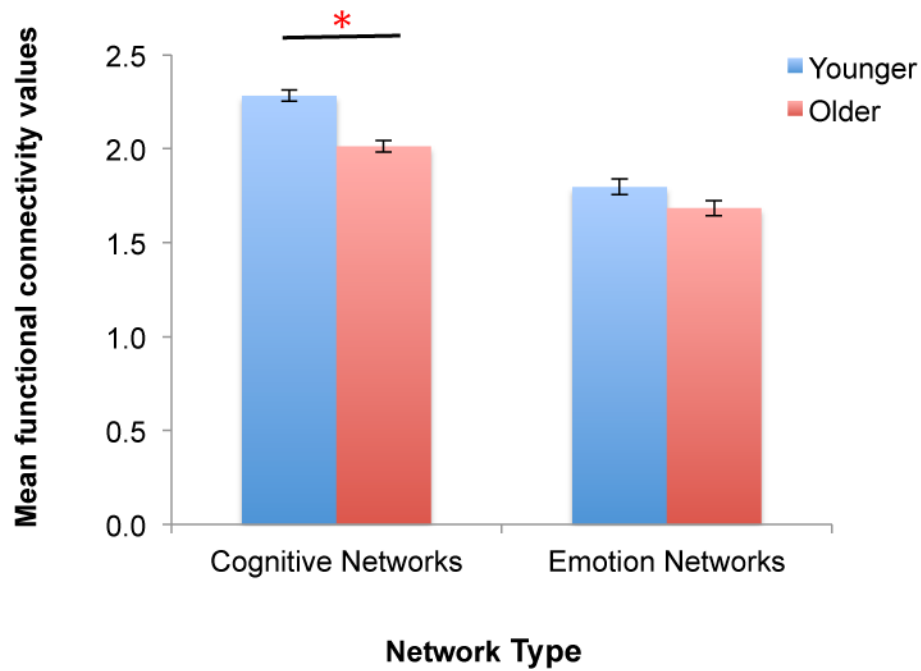 *
Mean functional connectivity values
2.5
2.0
1.5
1.0
0.5
0.0
Younger
Older
Cognitive Networks
Emotion Networks
Network Type